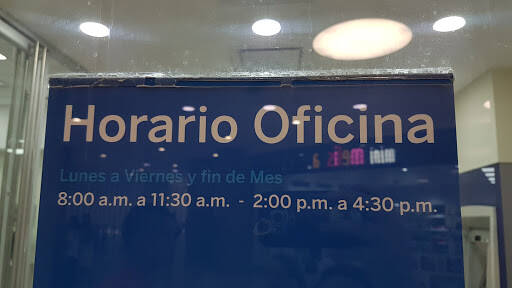 Horario Oficina
Lunes a Viernes y fin de Mes
8:00 a.m. a 11:30 a.m. - 2:00 p.m. a 4:30 p.m.